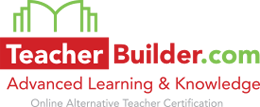 TeacherBuilder.com
Advanced Learning & Knowledge
Online Alternative Teacher Certification